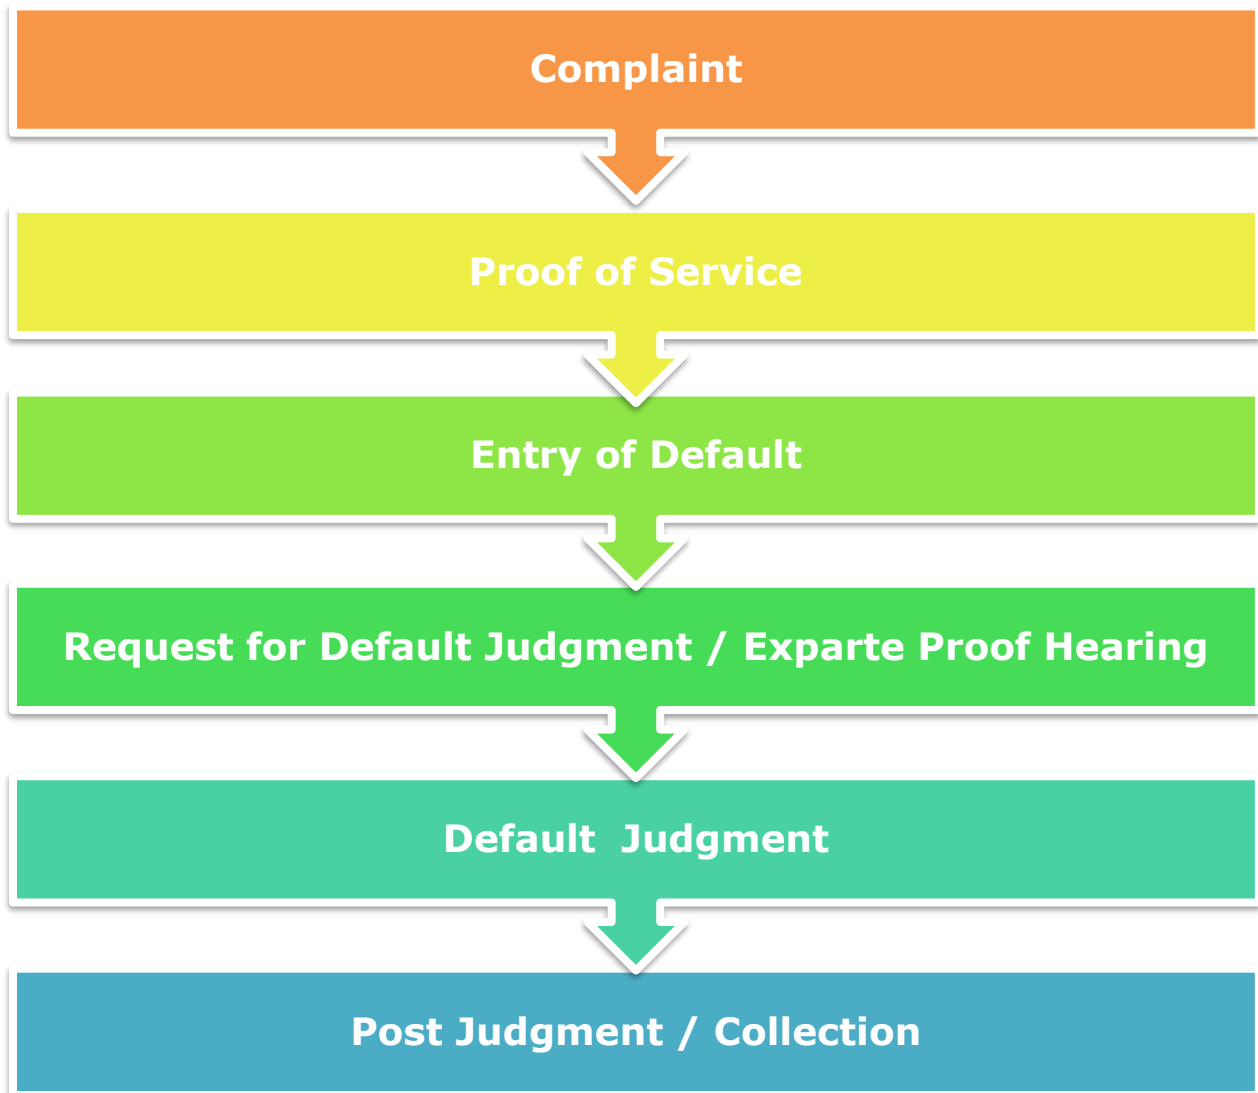 Complaint
Proof of Service
Entry of Default
Request for Default Judgment / Exparte Proof Hearing
Default  Judgment
Post Judgment / Collection